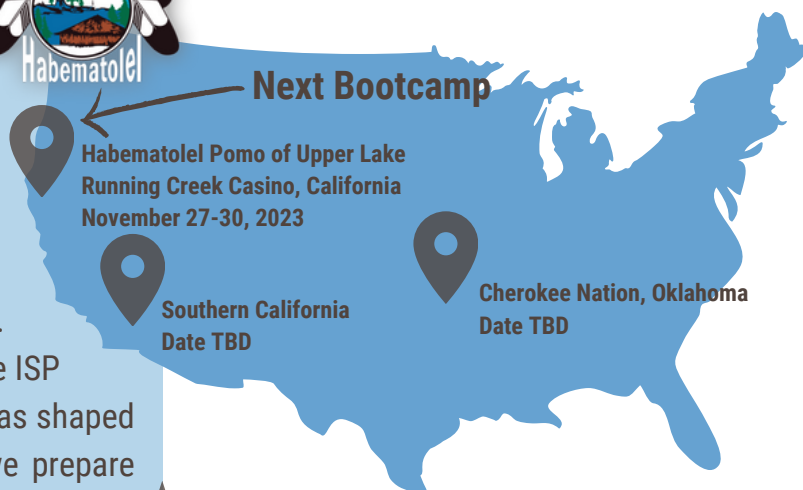 Habematolel
Next Bootcamp
Habematolel Pomo of Upper Lake
Running Creek Casino, California
November 27-30, 2023
Southern California
Date TBD
Cherokee Nation, Oklahoma
Date TBD
e ISP
as shaped
ve prepare